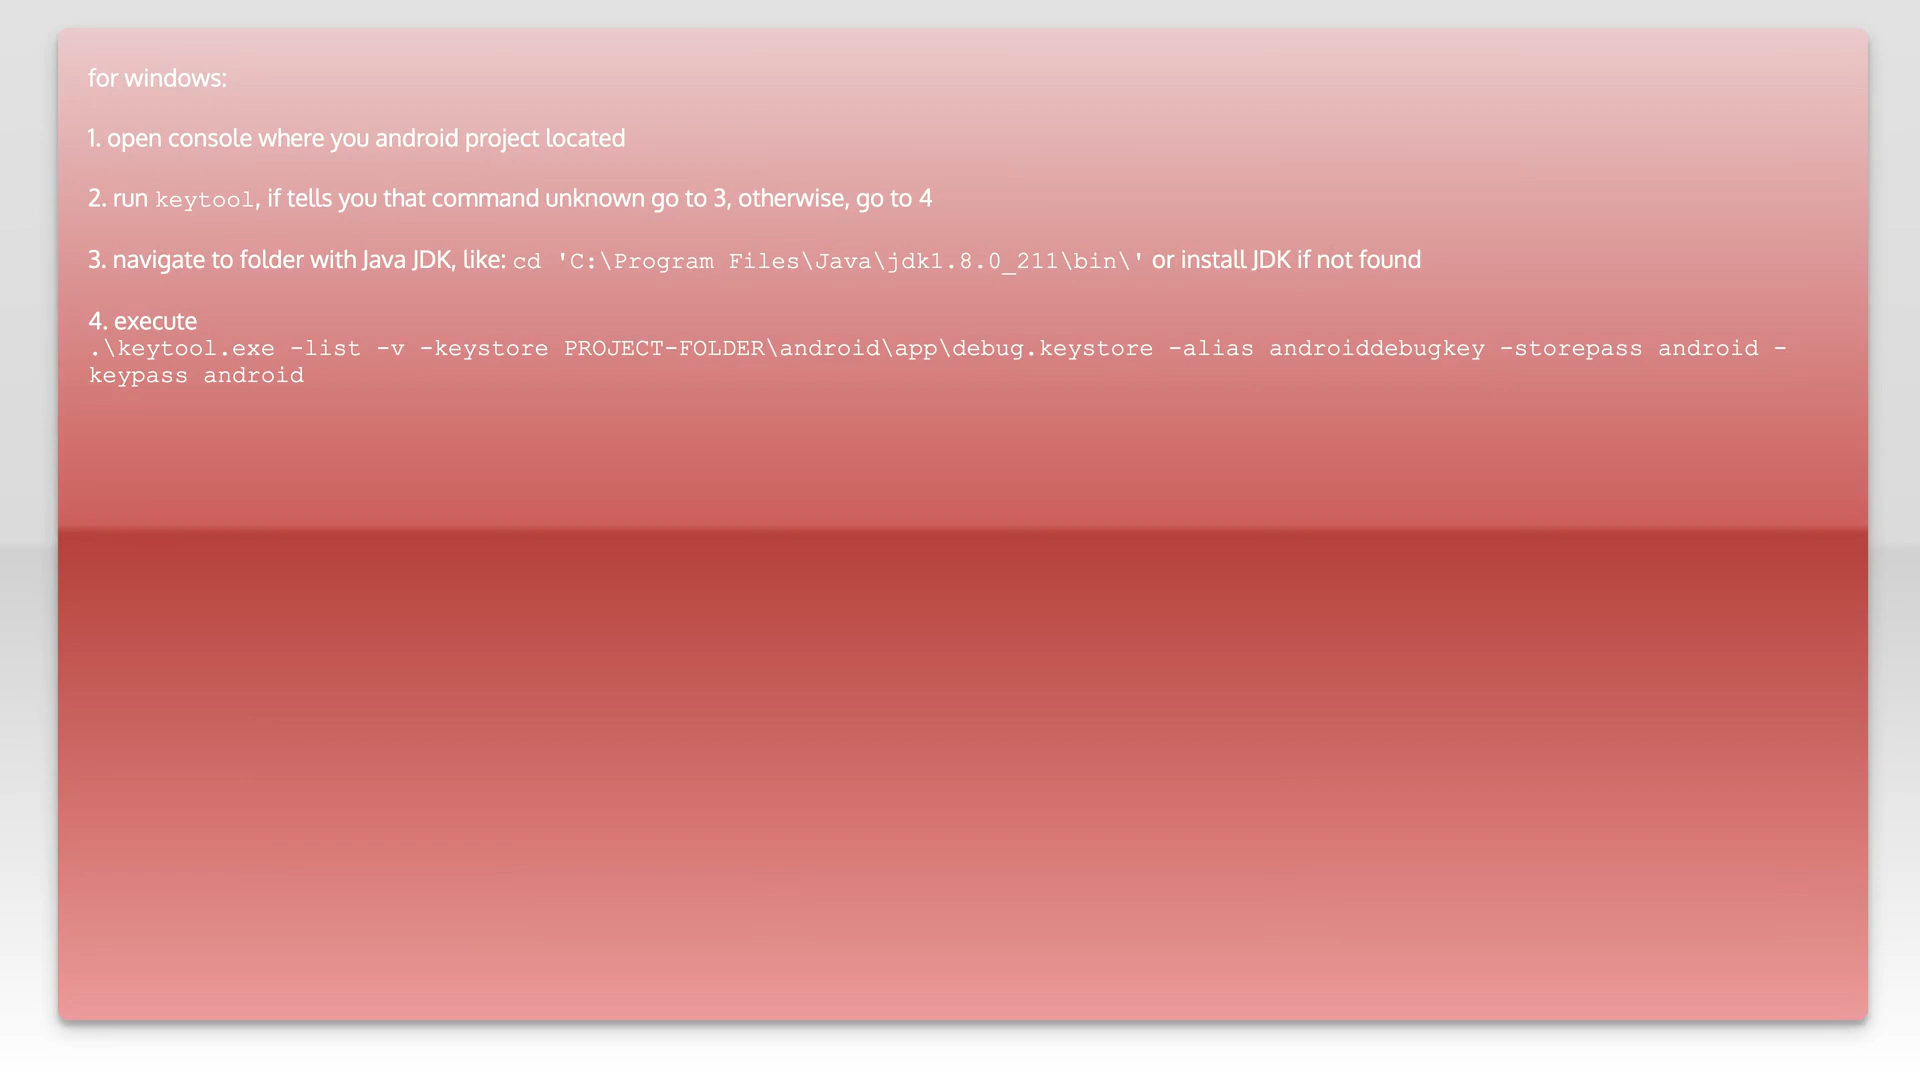 for windows:
1. open console where you android project located
2. run keytool, if tells you that command unknown go to 3, otherwise, go to 4
3. navigate to folder with Java JDK, like: cd 'C:\Program Files\Java\jdk1.8.0_211\bin\' or install JDK if not found
4. execute
.\keytool.exe -list -v -keystore PROJECT-FOLDER\android\app\debug.keystore -alias androiddebugkey -storepass android -
keypass android